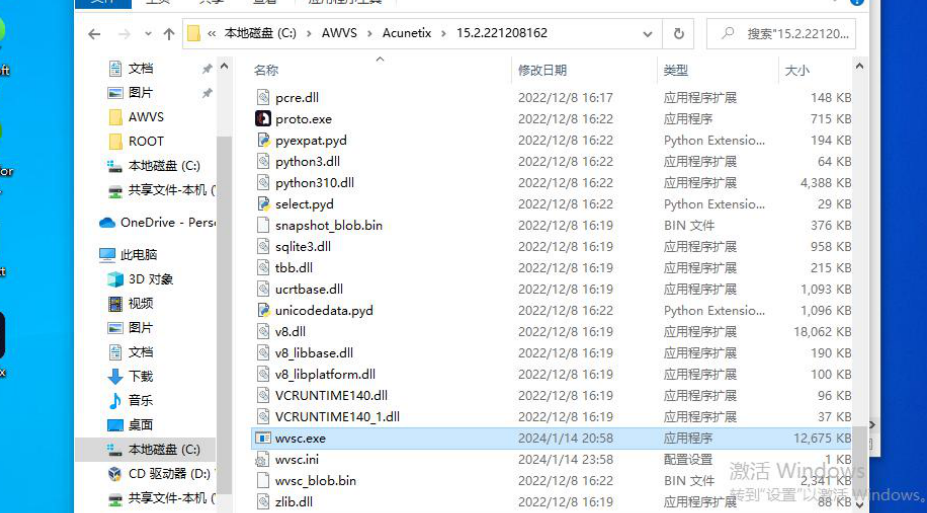 « 本地磁盘 (C:) › AWVS › Acunetix › 15.2.221208162
搜索"15.2.22120...
名称 修改日期 类型 大小
文档
图片
AWVS
ROOT
本地磁盘 (C:)
共享文件-本机 (
OneDrive - Pers
此电脑
3D 对象
视频
图片
文档
下载
音乐
桌面
本地磁盘 (C:)
CD 驱动器 (D:)
共享文件-本机 (
pcre.dll 2022/12/8 16:17 应用程序扩展 148 KB
proto.exe 2022/12/8 16:22 应用程序 715 KB
pyexpat.pyd 2022/12/8 16:22 Python Extensio... 194 KB
python3.dll 2022/12/8 16:22 应用程序扩展 64 KB
python310.dll 2022/12/8 16:22 应用程序扩展 4,388 KB
select.pyd 2022/12/8 16:22 Python Extensio... 29 KB
snapshot_blob.bin 2022/12/8 16:19 BIN 文件 376 KB
sqlite3.dll 2022/12/8 16:19 应用程序扩展 958 KB
tbb.dll 2022/12/8 16:19 应用程序扩展 215 KB
ucrtbase.dll 2022/12/8 16:19 应用程序扩展 1,093 KB
unicodedata.pyd 2022/12/8 16:22 Python Extensio... 1,096 KB
v8.dll 2022/12/8 16:19 应用程序扩展 18,062 KB
v8_libbase.dll 2022/12/8 16:19 应用程序扩展 190 KB
v8_libplatform.dll 2022/12/8 16:19 应用程序扩展 100 KB
VCRUNTIME140.dll 2022/12/8 16:19 应用程序扩展 96 KB
VCRUNTIME140_1.dll 2022/12/8 16:19 应用程序扩展 37 KB
wvsc.exe 2024/1/14 20:58 应用程序 12,675 KB
wvsc.ini 2024/1/14 23:58 配置设置 1 KB
wvsc_blob.bin 2022/12/8 16:22 BIN 文件 2,341 KB
zlib.dll 2022/12/8 16:19 应用程序扩展 88 KB
激活 Windows
转到"设置"以激活 Windows。